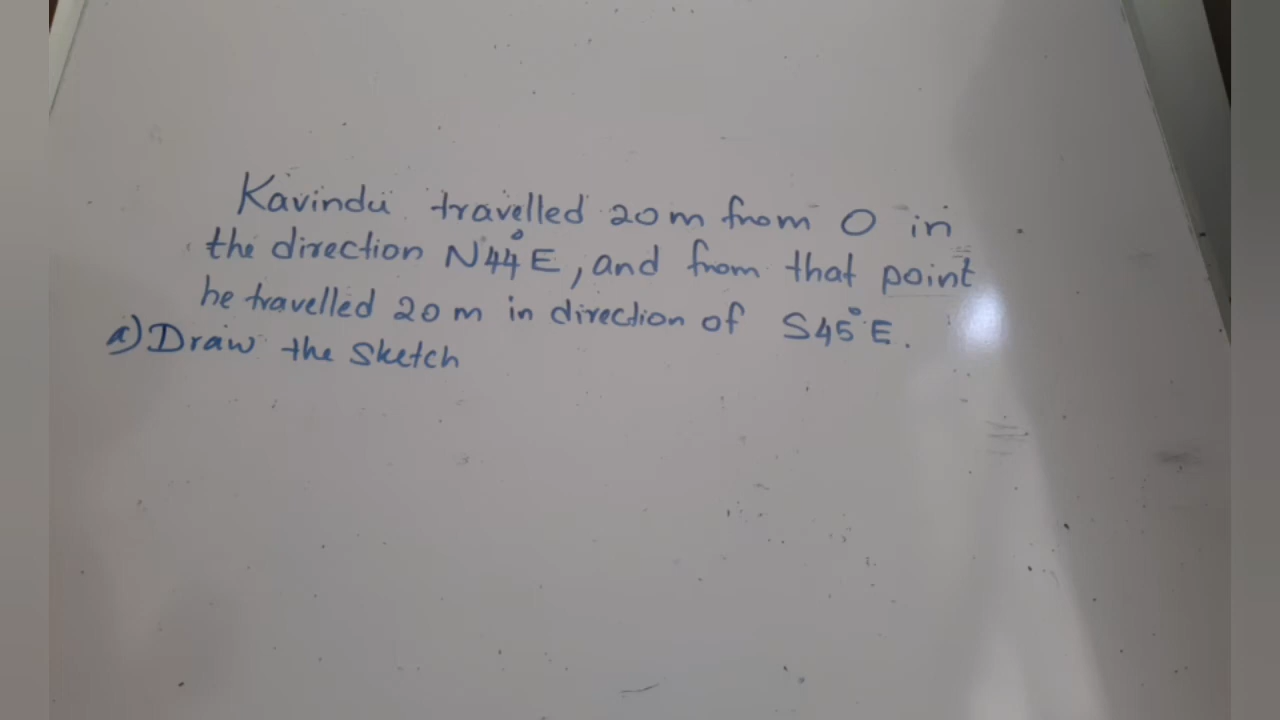 Kavindu travelled 20m from O in
the direction N44°E, and from that point
he travelled 20m in direction of S45°E.
a) Draw the sketch